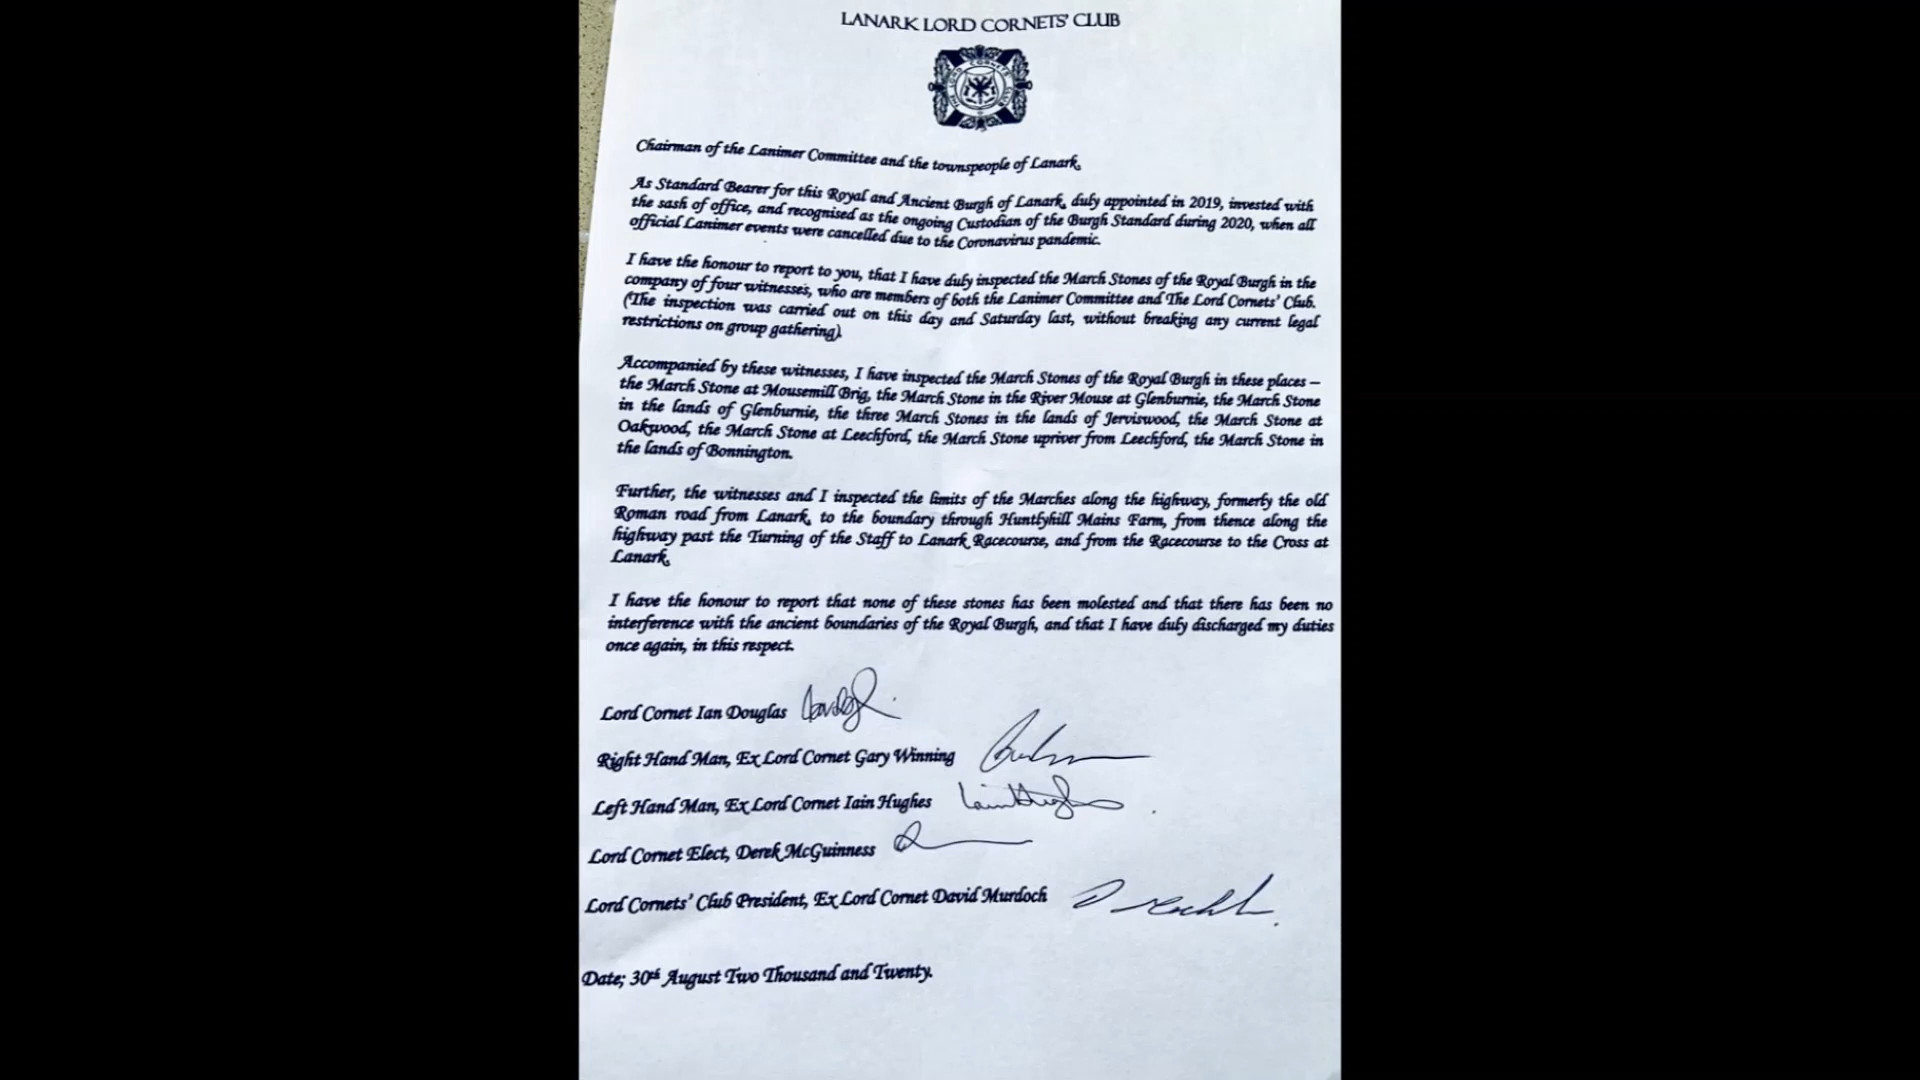 LANARK LORD CORNETS' CLUB
THE LORD CORNETS CLUB
Chairman of the Lanimer Committee and the townspeople of Lanark,
As Standard Bearer for this Royal and Ancient Burgh of Lanark, duly appointed in 2019, invested with
the sash of office, and recognised as the ongoing Custodian of the Burgh Standard during 2020, when all
official Lanimer events were cancelled due to the Coronavirus pandemic.
I have the honour to report to you, that I have duly inspected the March Stones of the Royal Burgh in the
company of four witnesses, who are members of both the Lanimer Committee and The Lord Cornets' Club.
(The inspection was carried out on this day and Saturday last, without breaking any current legal
restrictions on group gathering).
Accompanied by these witnesses, I have inspected the March Stones of the Royal Burgh in these places –
the March Stone at Mousemill Brig, the March Stone in the River Mouse at Glenburnie, the March Stone
in the lands of Glenburnie, the three March Stones in the lands of Jerviswood, the March Stone at
Oakwood, the March Stone at Leechford, the March Stone upriver from Leechford, the March Stone in
the lands of Bonnington.
Further, the witnesses and I inspected the limits of the Marches along the highway, formerly the old
Roman road from Lanark, to the boundary through Huntlyhill Mains Farm, from thence along the
highway past the Turning of the Staff to Lanark Racecourse, and from the Racecourse to the Cross at
Lanark.
I have the honour to report that none of these stones has been molested and that there has been no
interference with the ancient boundaries of the Royal Burgh, and that I have duly discharged my duties
once again, in this respect.
Lord Cornet Ian Douglas
Right Hand Man, Ex Lord Cornet Gary Winning
Left Hand Man, Ex Lord Cornet Iain Hughes Iain Hughes
Lord Cornet Elect, Derek McGuinness
Lord Cornets' Club President, Ex Lord Cornet David Murdoch
Date; 30th August Two Thousand and Twenty.